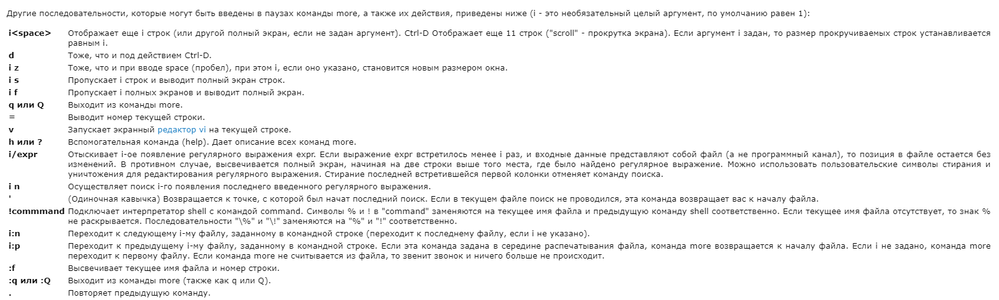 Другие последовательности, которые могут быть введены в паузах команды more, а также их действия, приведены ниже (i - это необязательный целый аргумент, по умолчанию равен 1):
i<space> Отображает еще i строк (или другой полный экран, если не задан аргумент). Ctrl-D Отображает еще 11 строк ("scroll" - прокрутка экрана). Если аргумент i задан, то размер прокручиваемых строк устанавливается
равным i.
d Тоже, что и под действием Ctrl-D.
i z Тоже, что и при вводе space (пробел), при этом i, если оно указано, становится новым размером окна.
i s Пропускает i строк и выводит полный экран строк.
i f Пропускает i полных экранов и выводит полный экран.
q или Q Выходит из команды more.
= Выводит номер текущей строки.
v Запускает экранный редактор vi на текущей строке.
h или ? Вспомогательная команда (help). Дает описание всех команд more.
i/expr Отыскивает i-ое появление регулярного выражения expr. Если выражение expr встретилось менее i раз, и входные данные представляют собой файл (а не программный канал), то позиция в файле остается без
изменений. В противном случае, высвечивается полный экран, начиная на две строки выше того места, где было найдено регулярное выражение. Можно использовать пользовательские символы стирания и
уничтожения для редактирования регулярного выражения. Стирание последней встретившейся первой колонки отменяет команду поиска.
i n Осуществляет поиск i-го появления последнего введенного регулярного выражения.
' (Одиночная кавычка) Возвращается к точке, с которой был начат последний поиск. Если в текущем файле поиск не проводился, эта команда возвращает вас к началу файла.
!commmand Подключает интерпретатор shell с командой command. Символы % и ! в "command" заменяются на текущее имя файла и предыдущую команду shell соответственно. Если текущее имя файла отсутствует, то знак %
не раскрывается. Последовательности "\%" и "\!" заменяются на "%" и "!" соответственно.
i:n Переходит к следующему i-му файлу, заданному в командной строке (переходит к последнему файлу, если i не указано).
i:p Переходит к предыдущему i-му файлу, заданному в командной строке. Если эта команда задана в середине распечатывания файла, команда more возвращается к началу файла. Если i не задано, команда more
переходит к первому файлу. Если команда more не считывается из файла, то звенит звонок и ничего больше не происходит.
:f Высвечивает текущее имя файла и номер строки.
:q или :Q Выходит из команды more (также как q или Q).
. Повторяет предыдущую команду.